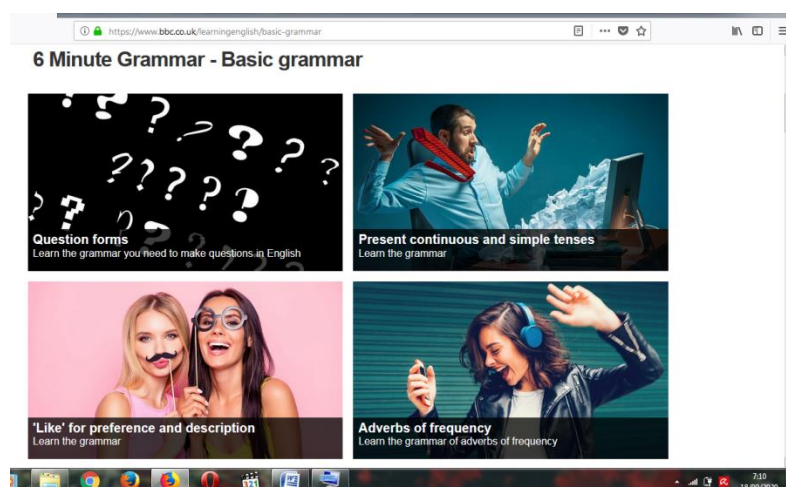 https://www.bbc.co.uk/learningenglish/basic-grammar
6 Minute Grammar - Basic grammar
Question forms
Learn the grammar you need to make questions in English
Present continuous and simple tenses
Learn the grammar
'Like' for preference and description
Learn the grammar
Adverbs of frequency
Learn the grammar of adverbs of frequency
7:10